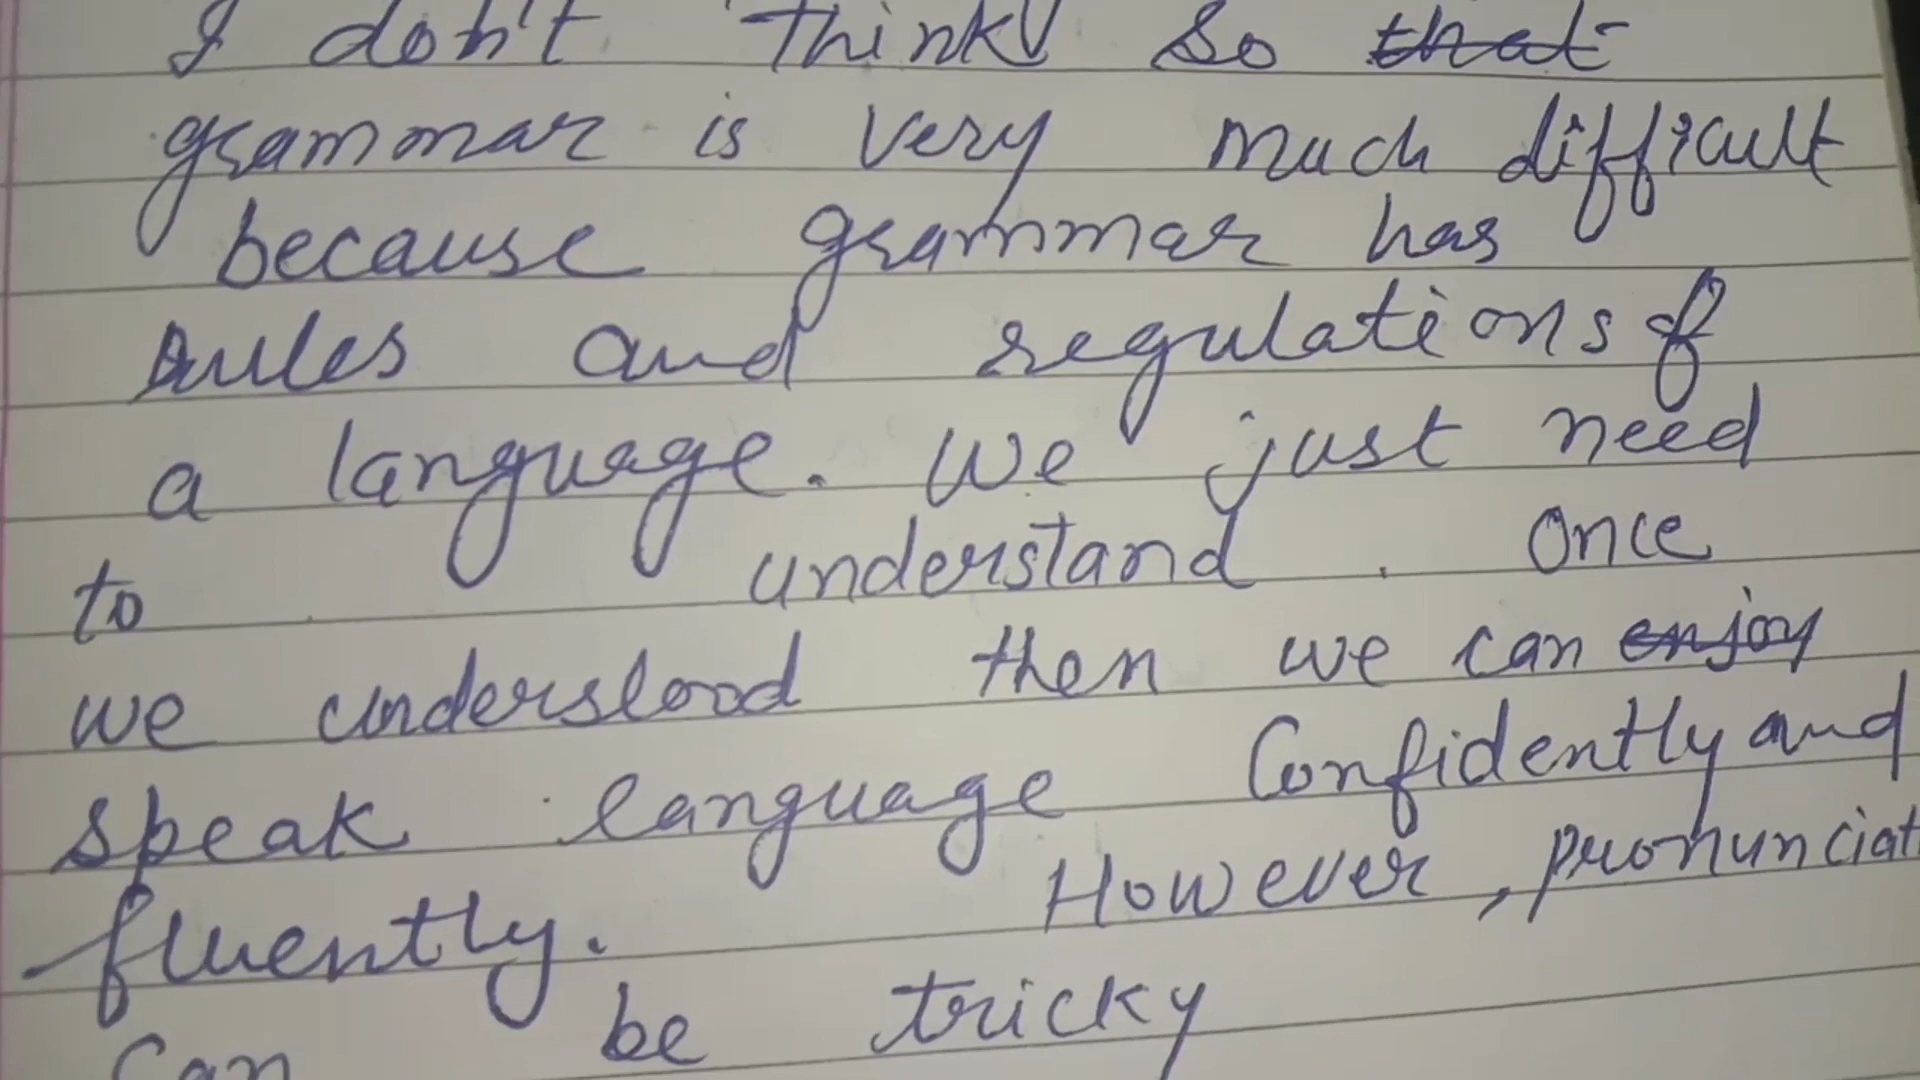 I don't think so that
grammar is very much difficult
because grammar has
rules and regulations of
a language. We just need
to understand. Once
we understood then we can enjoy
speak language Confidently and
fluently. However, pronunciat
Can be tricky